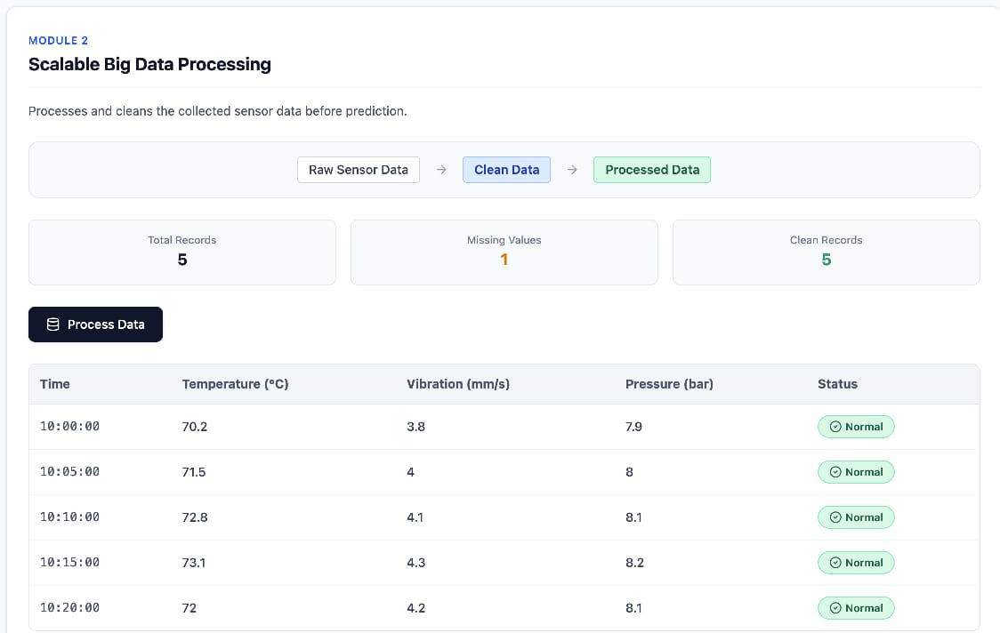 MODULE 2
Scalable Big Data Processing
Processes and cleans the collected sensor data before prediction.
Raw Sensor Data → Clean Data → Processed Data
Total Records Missing Values Clean Records
5 1 5
Process Data
Time Temperature (°C) Vibration (mm/s) Pressure (bar) Status
10:00:00 70.2 3.8 7.9 Normal
10:05:00 71.5 4 8 Normal
10:10:00 72.8 4.1 8.1 Normal
10:15:00 73.1 4.3 8.2 Normal
10:20:00 72 4.2 8.1 Normal